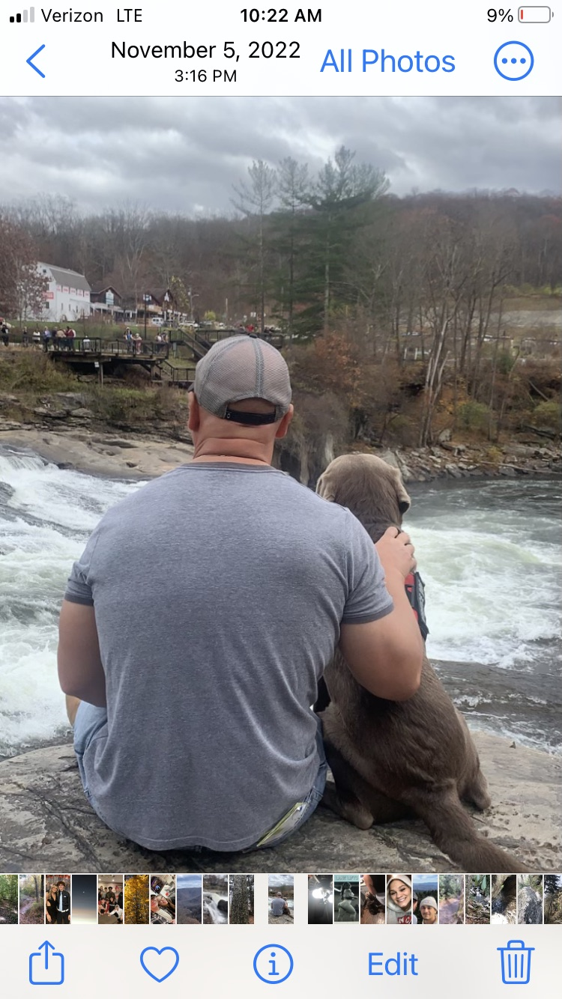 Verizon LTE
10:22 AM
9%
November 5, 2022
3:16 PM
All Photos
Edit